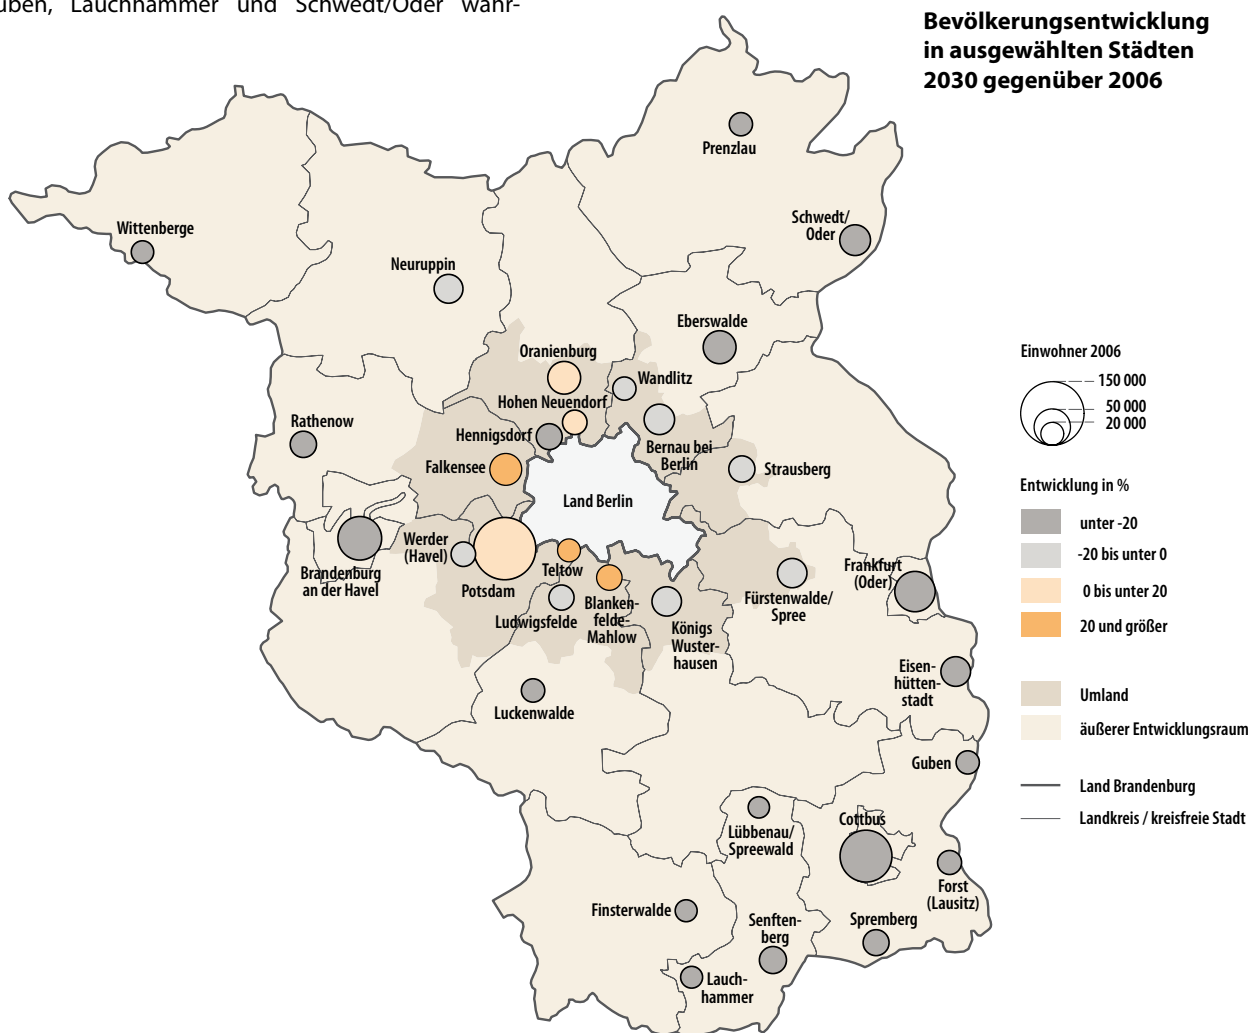 uben, Lauchhammer und Schwedt/Oder wahr-
Bevölkerungsentwicklung
in ausgewählten Städten
2030 gegenüber 2006
Prenzlau
Schwedt/
Oder
Wittenberge
Neuruppin
Eberswalde
Oranienburg
Wandlitz
Hohen Neuendorf
Rathenow
Hennigsdorf
Bernau bei
Berlin
Falkensee
Strausberg
Land Berlin
Werder
(Havel)
Brandenburg
an der Havel
Potsdam
Teltow
Ludwigsfelde
Blanken-
felde-
Mahlow
Königs
Wuster-
hausen
Fürstenwalde/
Spree
Frankfurt
(Oder)
Eisen-
hütten-
stadt
Luckenwalde
Guben
Lübbenau/
Spreewald
Cottbus
Forst
(Lausitz)
Finsterwalde
Senften-
berg
Spremberg
Lauch-
hammer
Einwohner 2006
150 000
50 000
20 000
Entwicklung in %
unter -20
-20 bis unter 0
0 bis unter 20
20 und größer
Umland
äußerer Entwicklungsraum
Land Brandenburg
Landkreis / kreisfreie Stadt